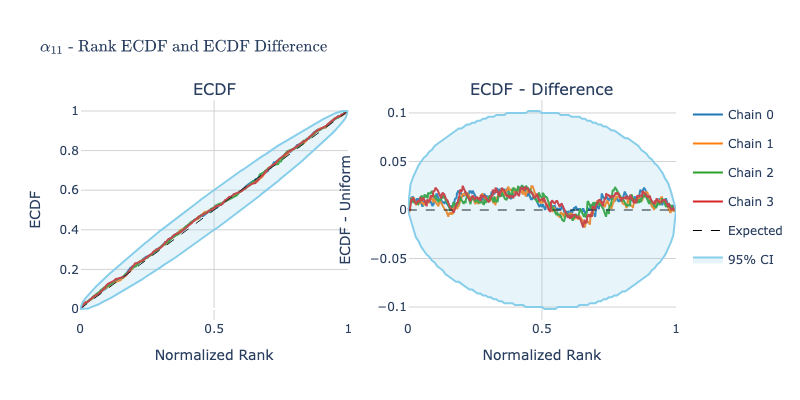 α₁₁ - Rank ECDF and ECDF Difference
ECDF
ECDF - Difference
ECDF
1
0.8
0.6
0.4
0.2
0
0
0.5
1
Normalized Rank
ECDF - Uniform
0.1
0.05
0
−0.05
−0.1
0
0.5
1
Normalized Rank
Chain 0
Chain 1
Chain 2
Chain 3
Expected
95% CI